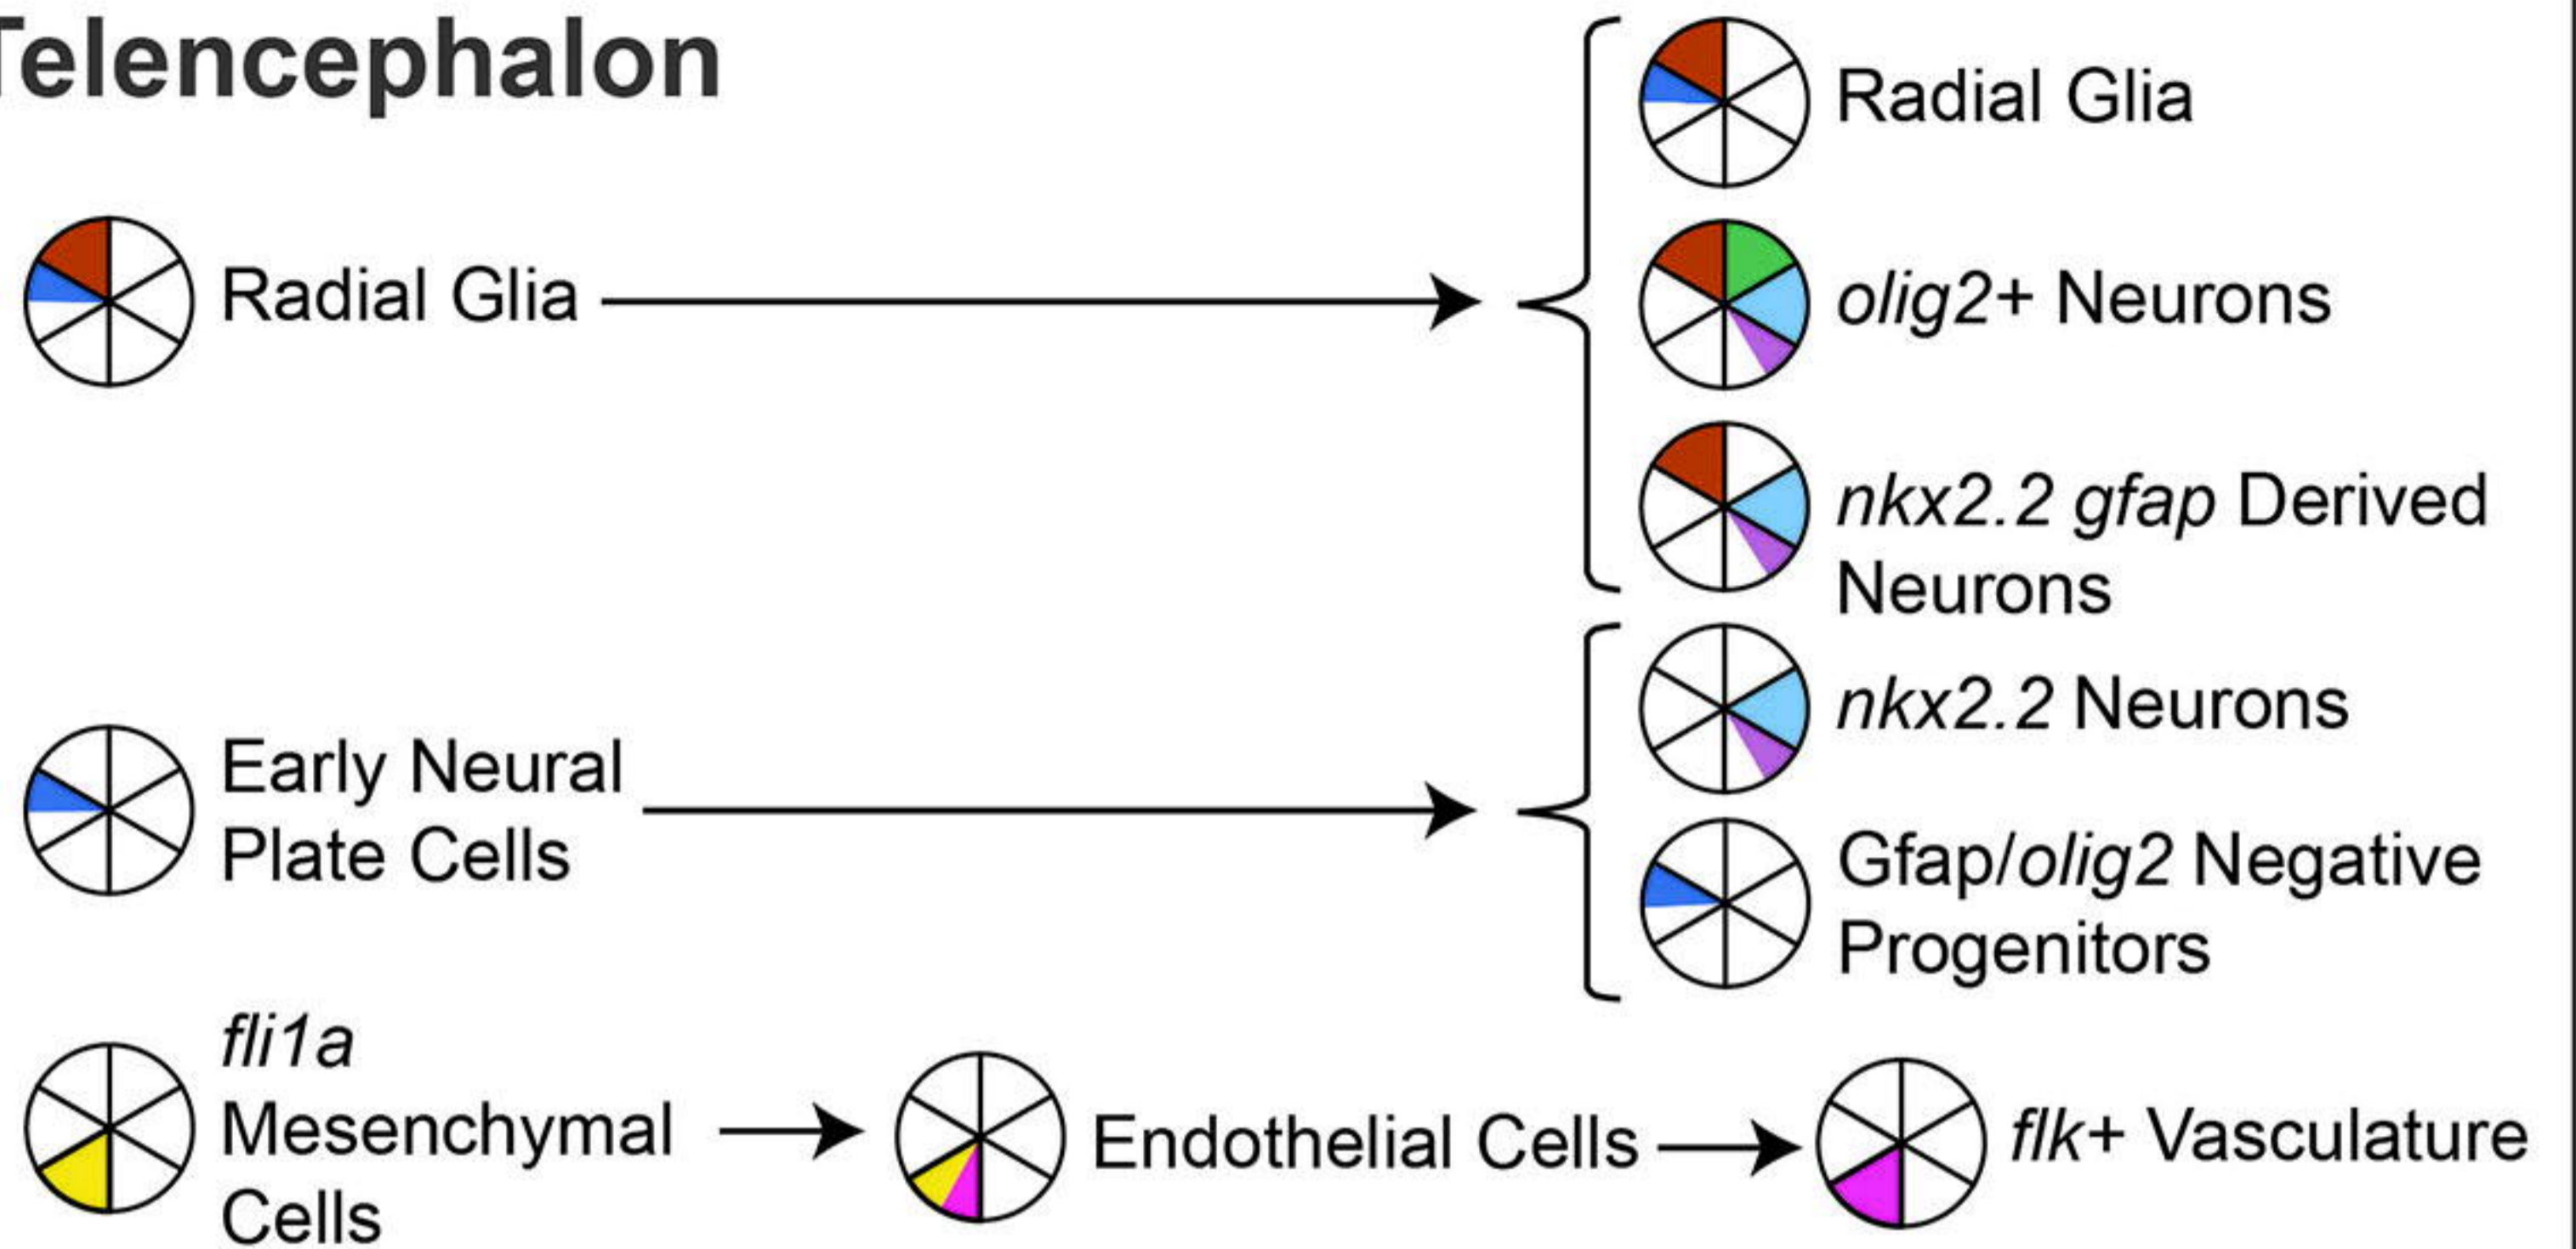 Telencephalon
Radial Glia
Radial Glia
olig2+ Neurons
nkx2.2 gfap Derived
Neurons
Early Neural
Plate Cells
nkx2.2 Neurons
Gfap/olig2 Negative
Progenitors
fli1a
Mesenchymal
Cells
Endothelial Cells
flk+ Vasculature